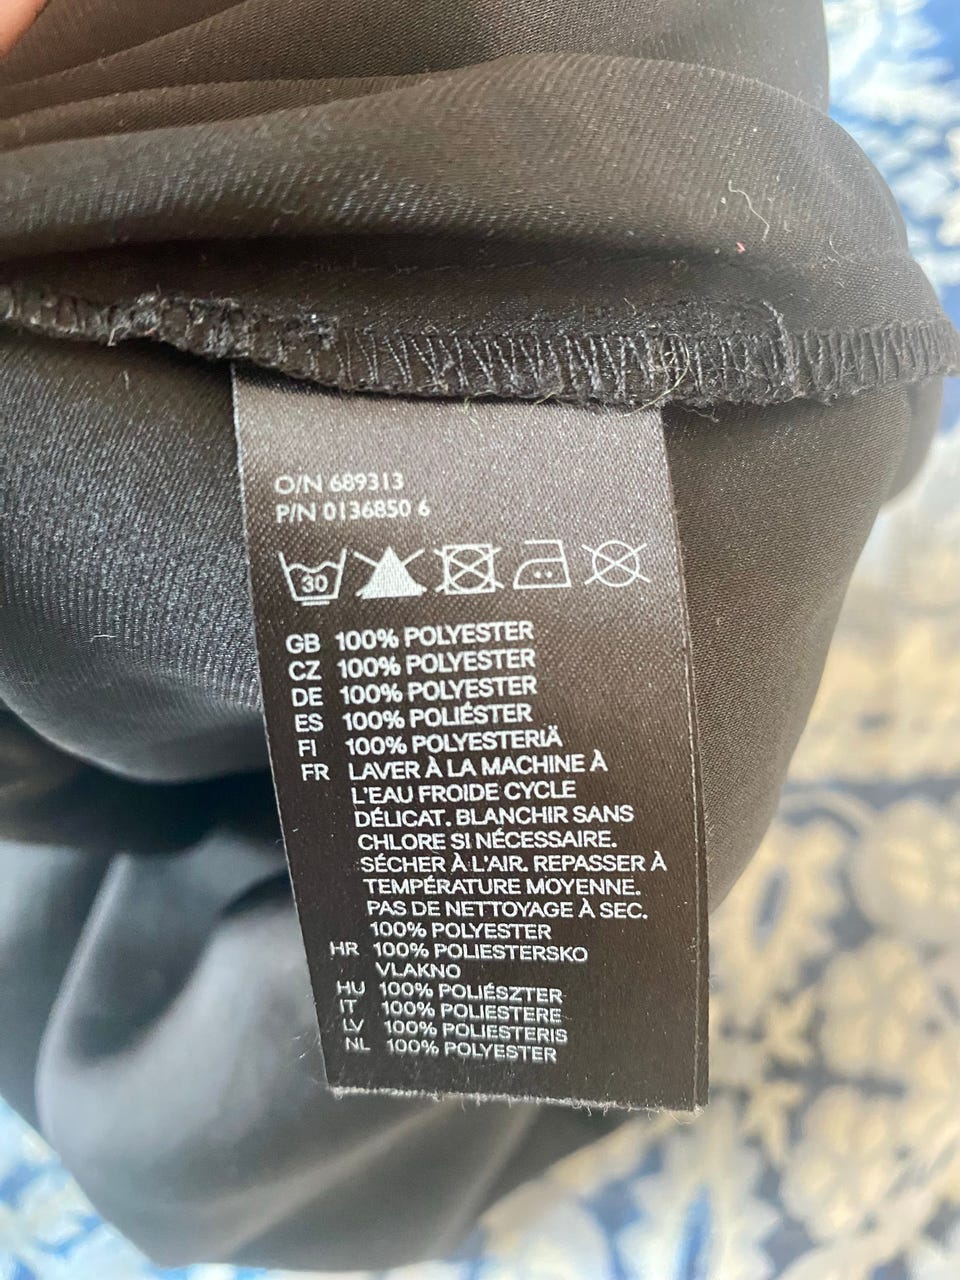 O/N 689313
P/N 0136850 6
30
GB 100% POLYESTER
CZ 100% POLYESTER
DE 100% POLYESTER
ES 100% POLIÉSTER
FI 100% POLYESTERIÄ
FR LAVER À LA MACHINE À
L'EAU FROIDE CYCLE
DÉLICAT. BLANCHIR SANS
CHLORE SI NÉCESSAIRE.
SÉCHER À L'AIR. REPASSER À
TEMPÉRATURE MOYENNE.
PAS DE NETTOYAGE À SEC.
100% POLYESTER
HR 100% POLIESTERSKO
VLAKNO
HU 100% POLIÉSZTER
IT 100% POLIESTERE
LV 100% POLIESTERIS
NL 100% POLYESTER